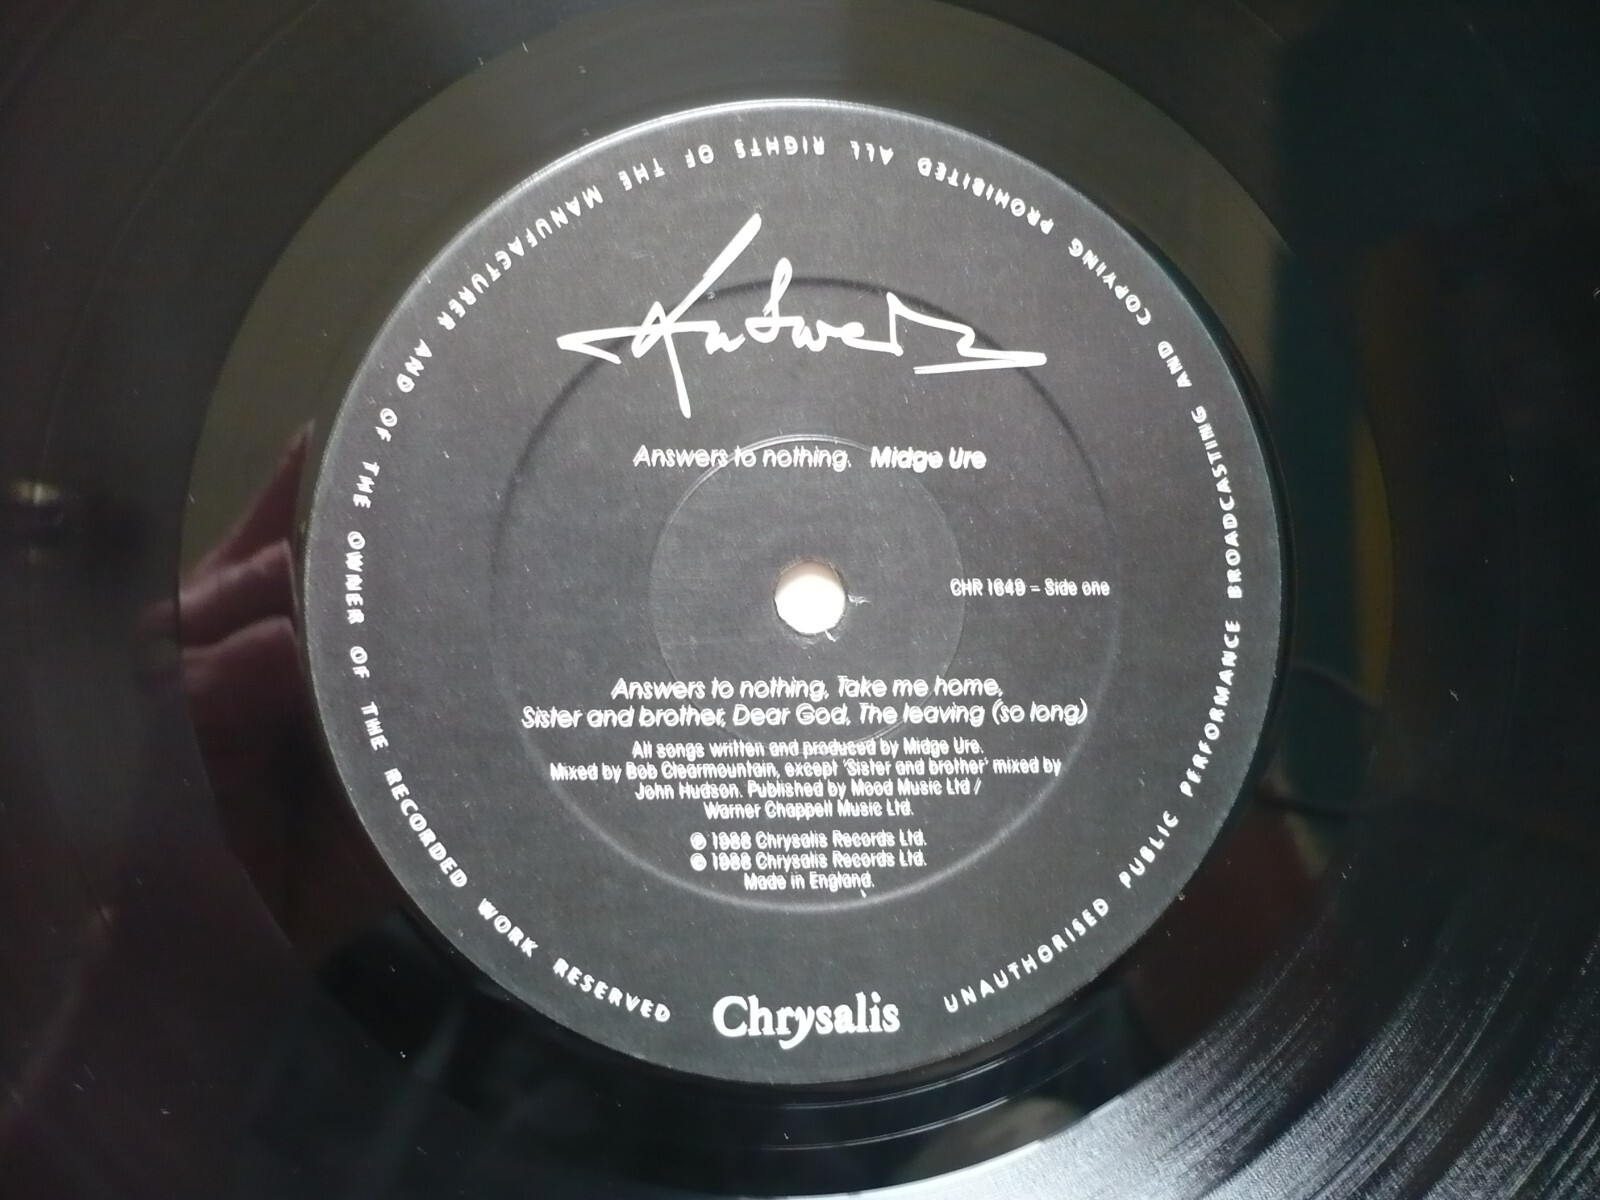 Answers
Answers to nothing. Midge Ure
CHR 1649 – Side one
Answers to nothing, Take me home,
Sister and brother, Dear God, The leaving (so long)
All songs written and produced by Midge Ure.
Mixed by Bob Clearmountain, except 'Sister and brother' mixed by
John Hudson. Published by Mood Music Ltd /
Warner Chappell Music Ltd.
℗ 1988 Chrysalis Records Ltd.
© 1988 Chrysalis Records Ltd.
Made in England.
Chrysalis
UNAUTHORISED PUBLIC PERFORMANCE BROADCASTING AND COPYING PROHIBITED ALL RIGHTS OF THE MANUFACTURER AND OF THE OWNER OF THE RECORDED WORK RESERVED